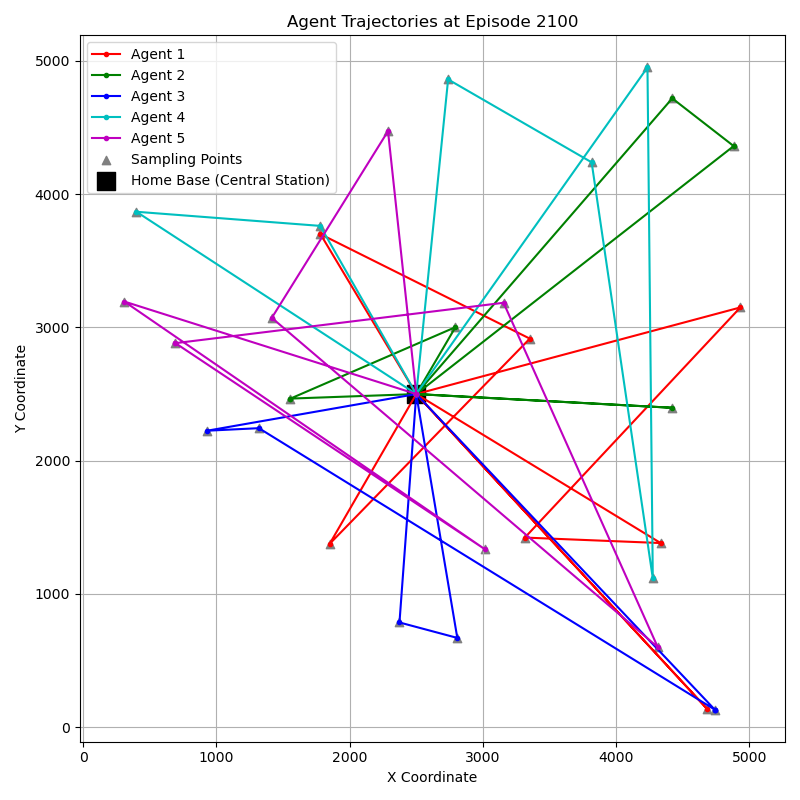 Agent Trajectories at Episode 2100
Agent 1
Agent 2
Agent 3
Agent 4
Agent 5
Sampling Points
Home Base (Central Station)
5000
4000
3000
2000
1000
0
Y Coordinate
0 1000 2000 3000 4000 5000
X Coordinate